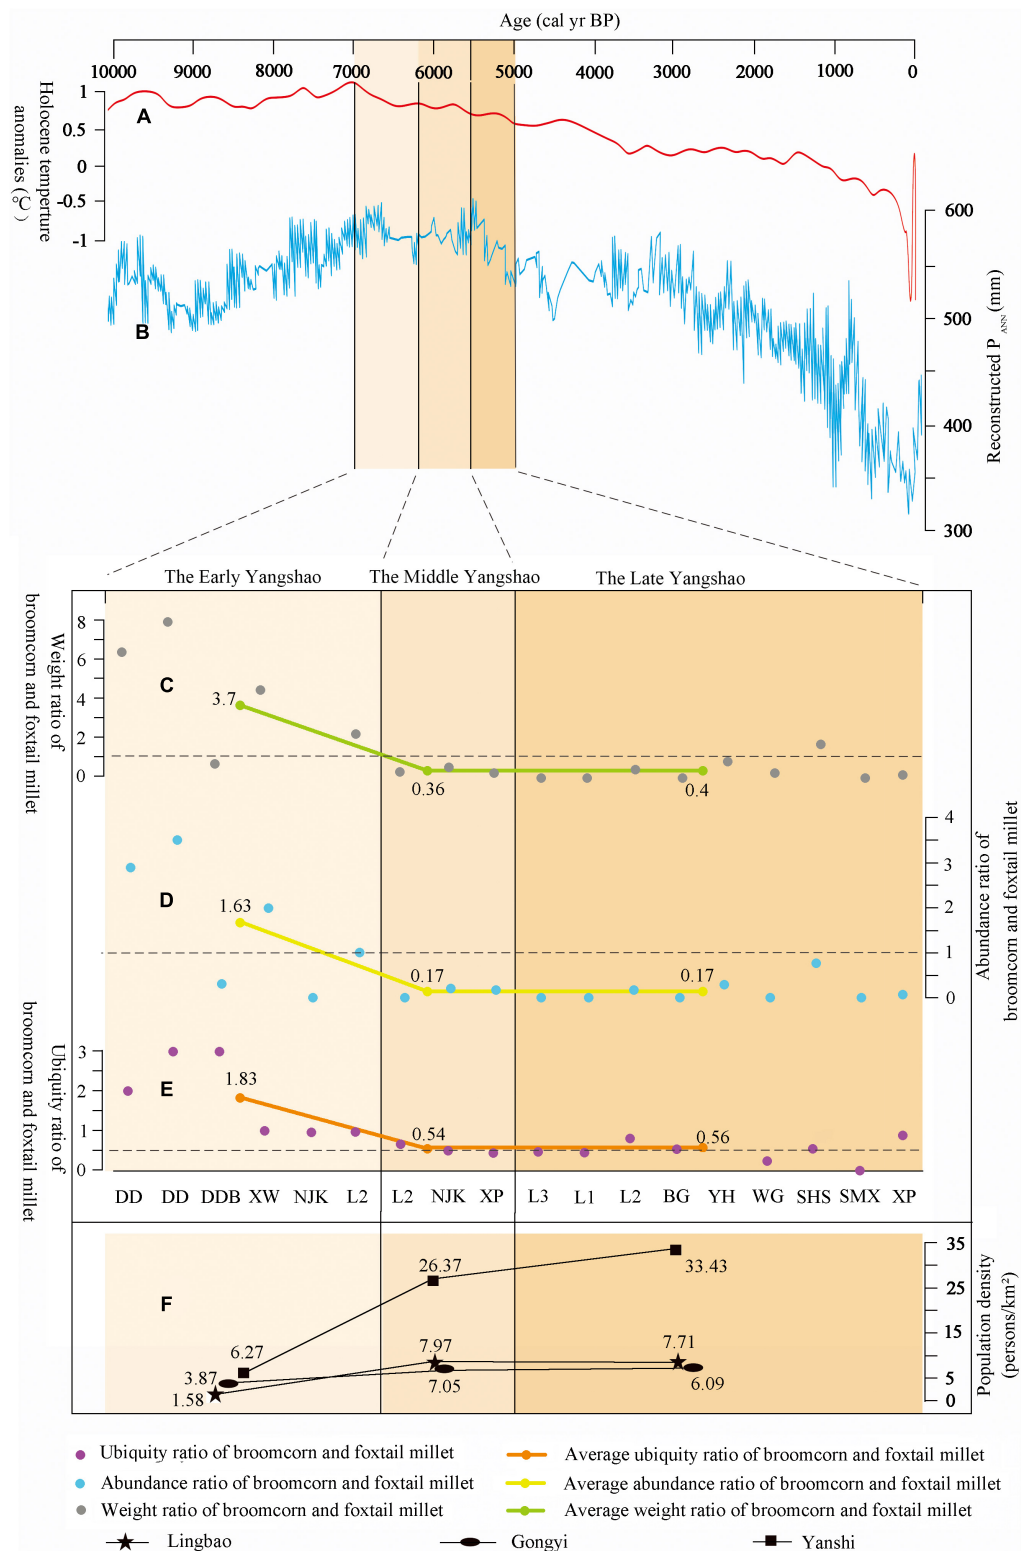 Age (cal yr BP)
10000 9000 8000 7000 6000 5000 4000 3000 2000 1000 0
Holocene temperture
anomalies (℃)
1
0.5
0
-0.5
-1
A
B
600
500
400
300
Reconstructed P ANN (mm)
The Early Yangshao The Middle Yangshao The Late Yangshao
Weight ratio of
broomcorn and foxtail millet
8
6
4
2
0
C
3.7
0.36
0.4
Abundance ratio of
broomcorn and foxtail millet
4
3
2
1
0
D
1.63
0.17
0.17
Ubiquity ratio of
broomcorn and foxtail millet
3
2
1
0
E
1.83
0.54
0.56
DD DD DDB XW NJK L2 L2 NJK XP L3 L1 L2 BG YH WG SHS SMX XP
F
35
25
15
5
0
Population density
(persons/km²)
6.27
3.87
1.58
26.37
7.97
7.05
33.43
7.71
6.09
Ubiquity ratio of broomcorn and foxtail millet
Abundance ratio of broomcorn and foxtail millet
Weight ratio of broomcorn and foxtail millet
Average ubiquity ratio of broomcorn and foxtail millet
Average abundance ratio of broomcorn and foxtail millet
Average weight ratio of broomcorn and foxtail millet
Lingbao Gongyi Yanshi